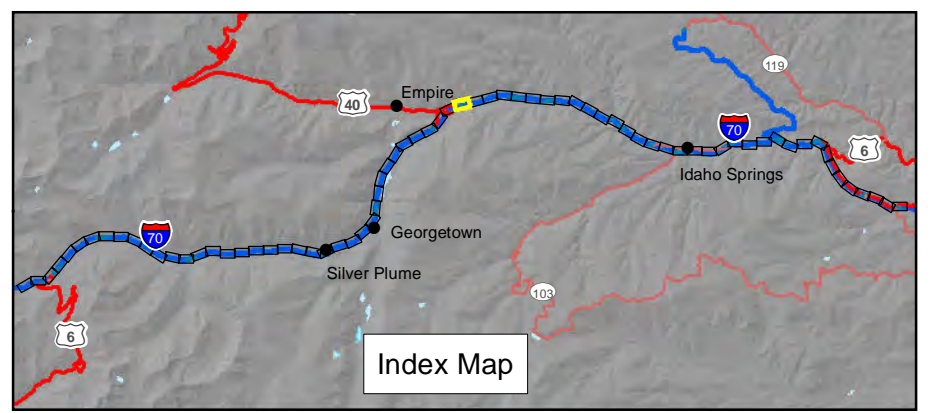 119
Empire
40
70
6
Idaho Springs
Georgetown
70
Silver Plume
103
6
Index Map